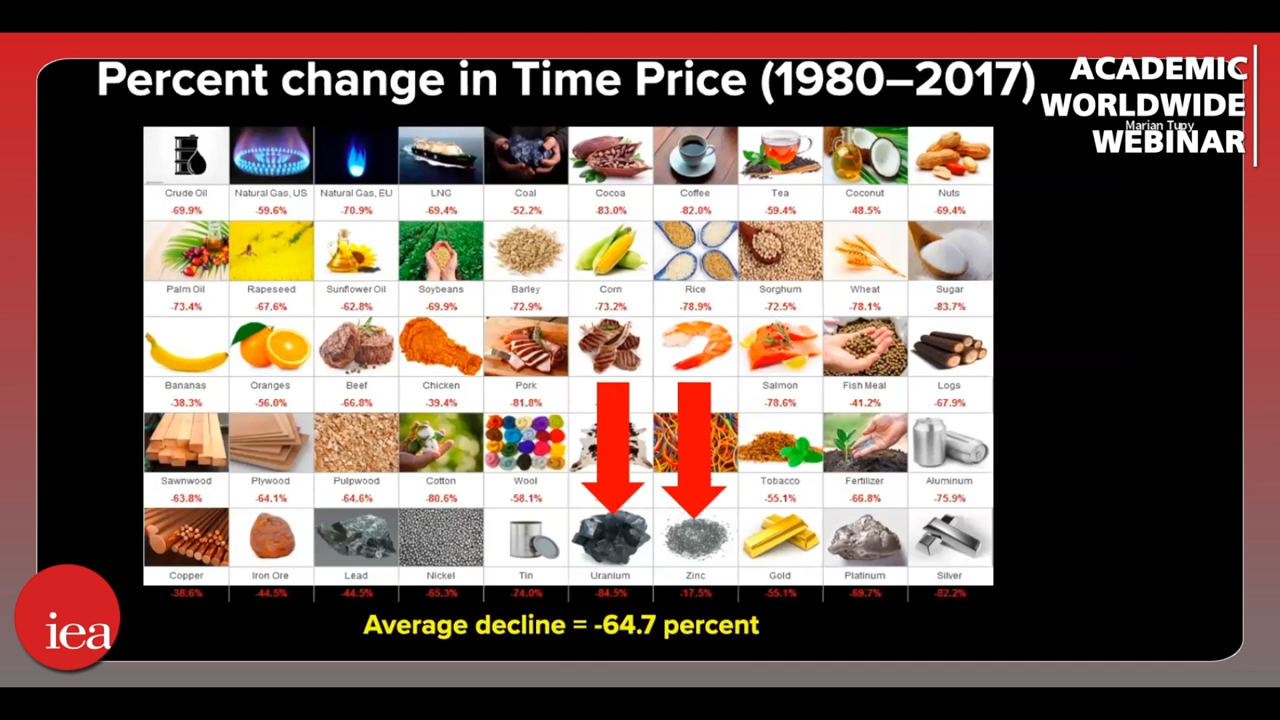 Percent change in Time Price (1980–2017)
ACADEMIC
WORLDWIDE
WEBINAR
Marian Tupy
Crude Oil Natural Gas, US Natural Gas, EU LNG Coal Cocoa Coffee Tea Coconut Nuts
-69.9% -59.6% -70.9% -69.4% -52.2% -83.0% -82.0% -59.4% -48.5% -69.4%
Palm Oil Rapeseed Sunflower Oil Soybeans Barley Corn Rice Sorghum Wheat Sugar
-73.4% -67.6% -62.8% -69.9% -72.9% -73.2% -78.9% -72.5% -78.1% -83.7%
Bananas Oranges Beef Chicken Pork Salmon Fish Meal Logs
-38.3% -56.0% -66.8% -39.4% -81.8% -78.6% -41.2% -67.9%
Sawnwood Plywood Pulpwood Cotton Wool Tobacco Fertilizer Aluminum
-63.8% -64.1% -64.6% -80.6% -58.1% -55.1% -66.8% -75.9%
Copper Iron Ore Lead Nickel Tin Uranium Zinc Gold Platinum Silver
-38.6% -44.5% -44.5% -65.3% -74.0% -84.5% -17.5% -55.1% -69.7% -82.2%
Average decline = -64.7 percent
iea